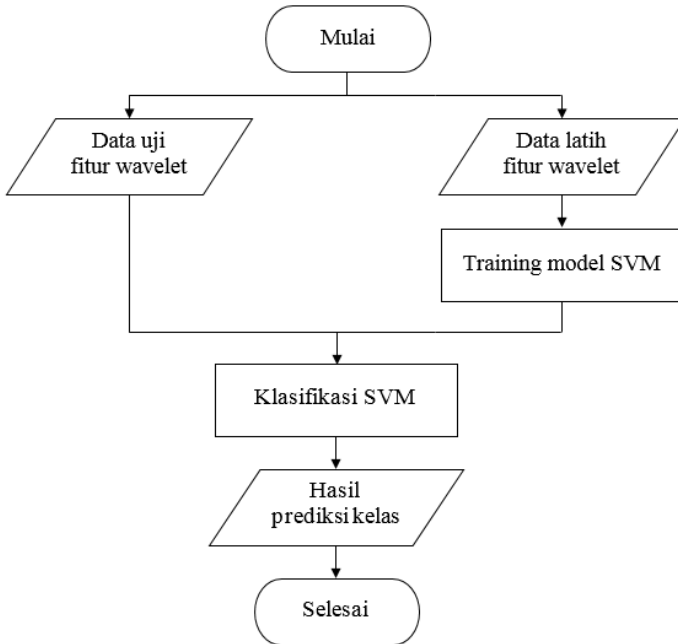 Mulai
Data uji
fitur wavelet
Data latih
fitur wavelet
Training model SVM
Klasifikasi SVM
Hasil
prediksi kelas
Selesai